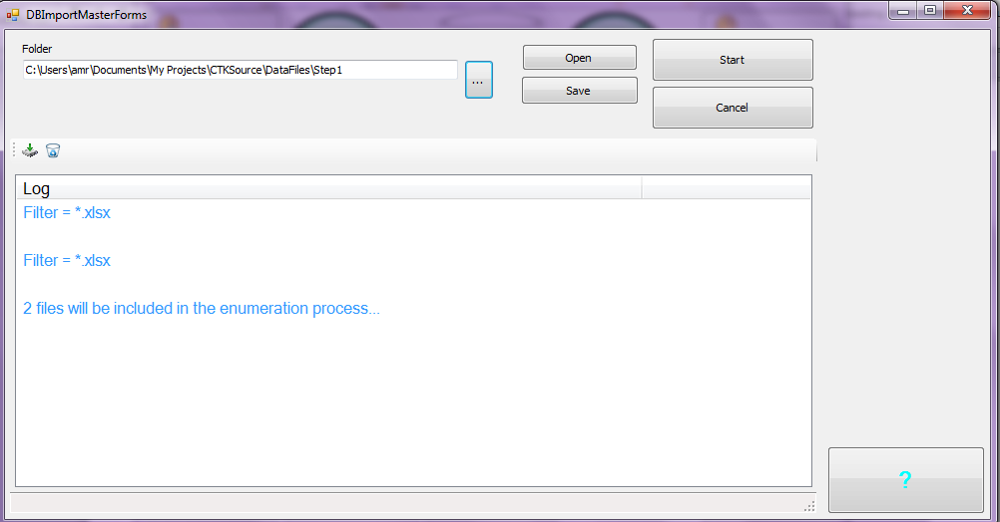 DBImportMasterForms
Folder
C:\Users\amr\Documents\My Projects\CTKSource\DataFiles\Step1
...
Open
Save
Start
Cancel
Log
Filter = *.xlsx
Filter = *.xlsx
2 files will be included in the enumeration process...
?